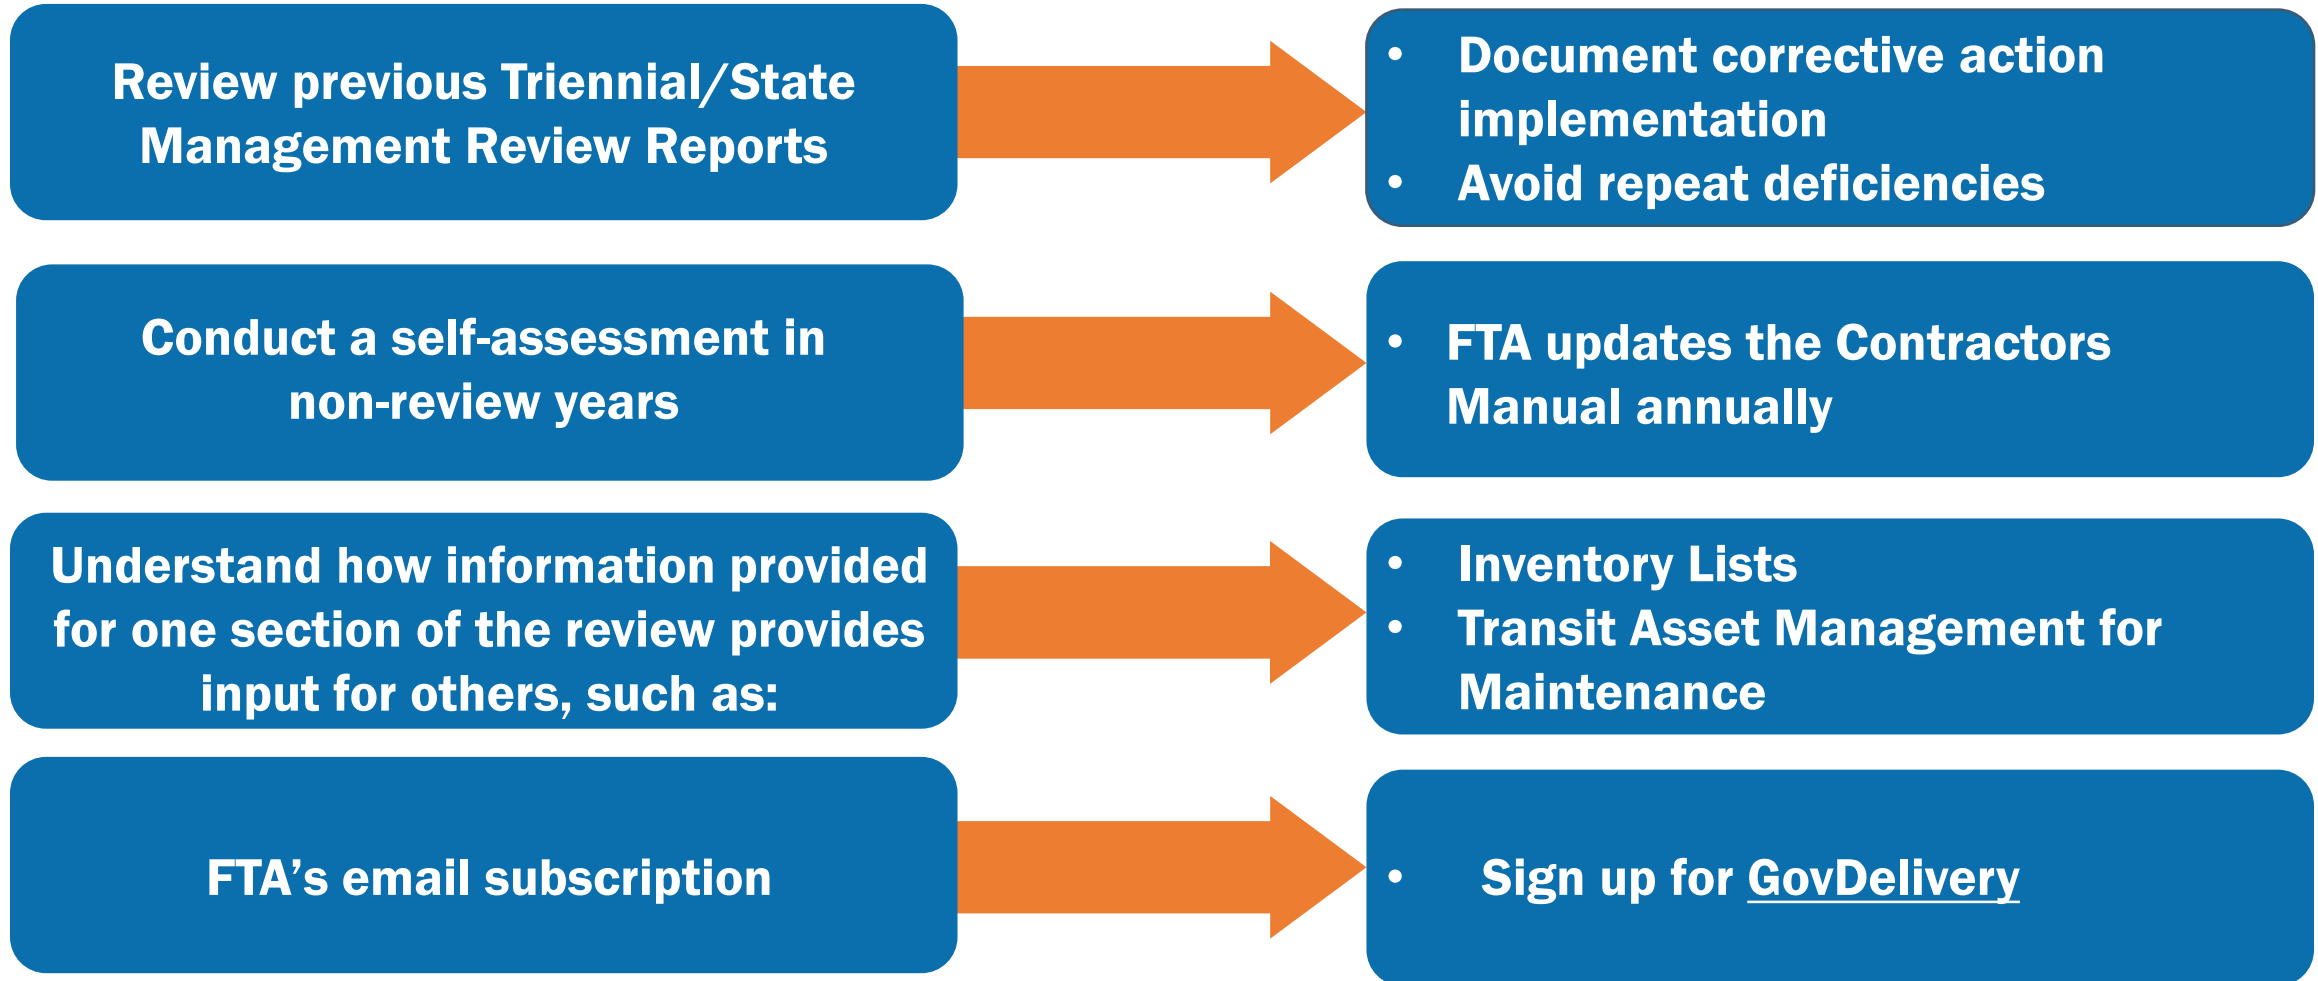 Review previous Triennial/State
Management Review Reports
• Document corrective action
implementation
• Avoid repeat deficiencies
Conduct a self-assessment in
non-review years
• FTA updates the Contractors
Manual annually
Understand how information provided
for one section of the review provides
input for others, such as:
• Inventory Lists
• Transit Asset Management for
Maintenance
FTA’s email subscription
• Sign up for GovDelivery